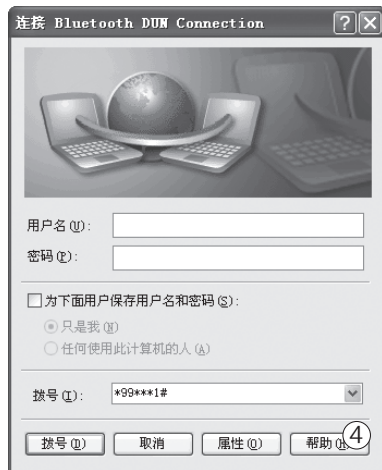 连接 Bluetooth DUN Connection
用户名(U):
密码(P):
为下面用户保存用户名和密码(S):
只是我(N)
任何使用此计算机的人(A)
拨号(I): *99***1#
拨号(D) 取消 属性(O) 帮助(H) ④